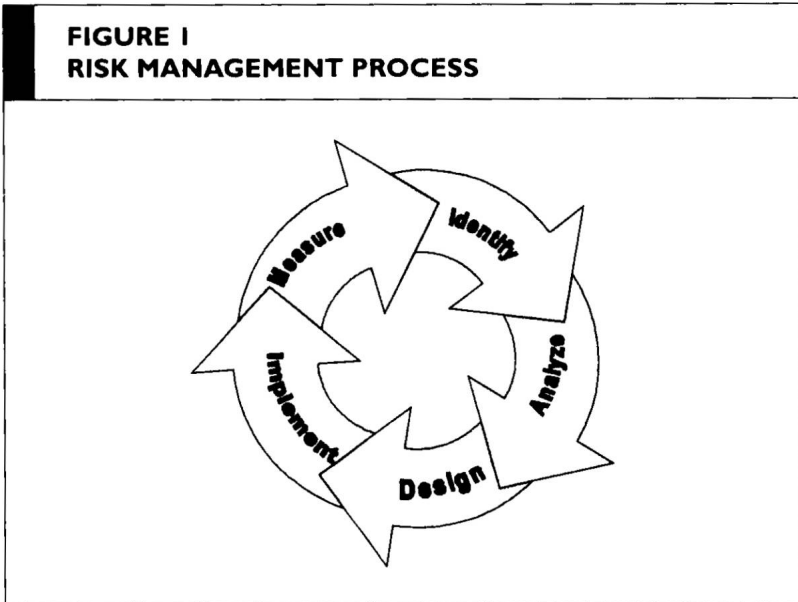 FIGURE 1
RISK MANAGEMENT PROCESS
Identify
Analyze
Design
Implement
Measure